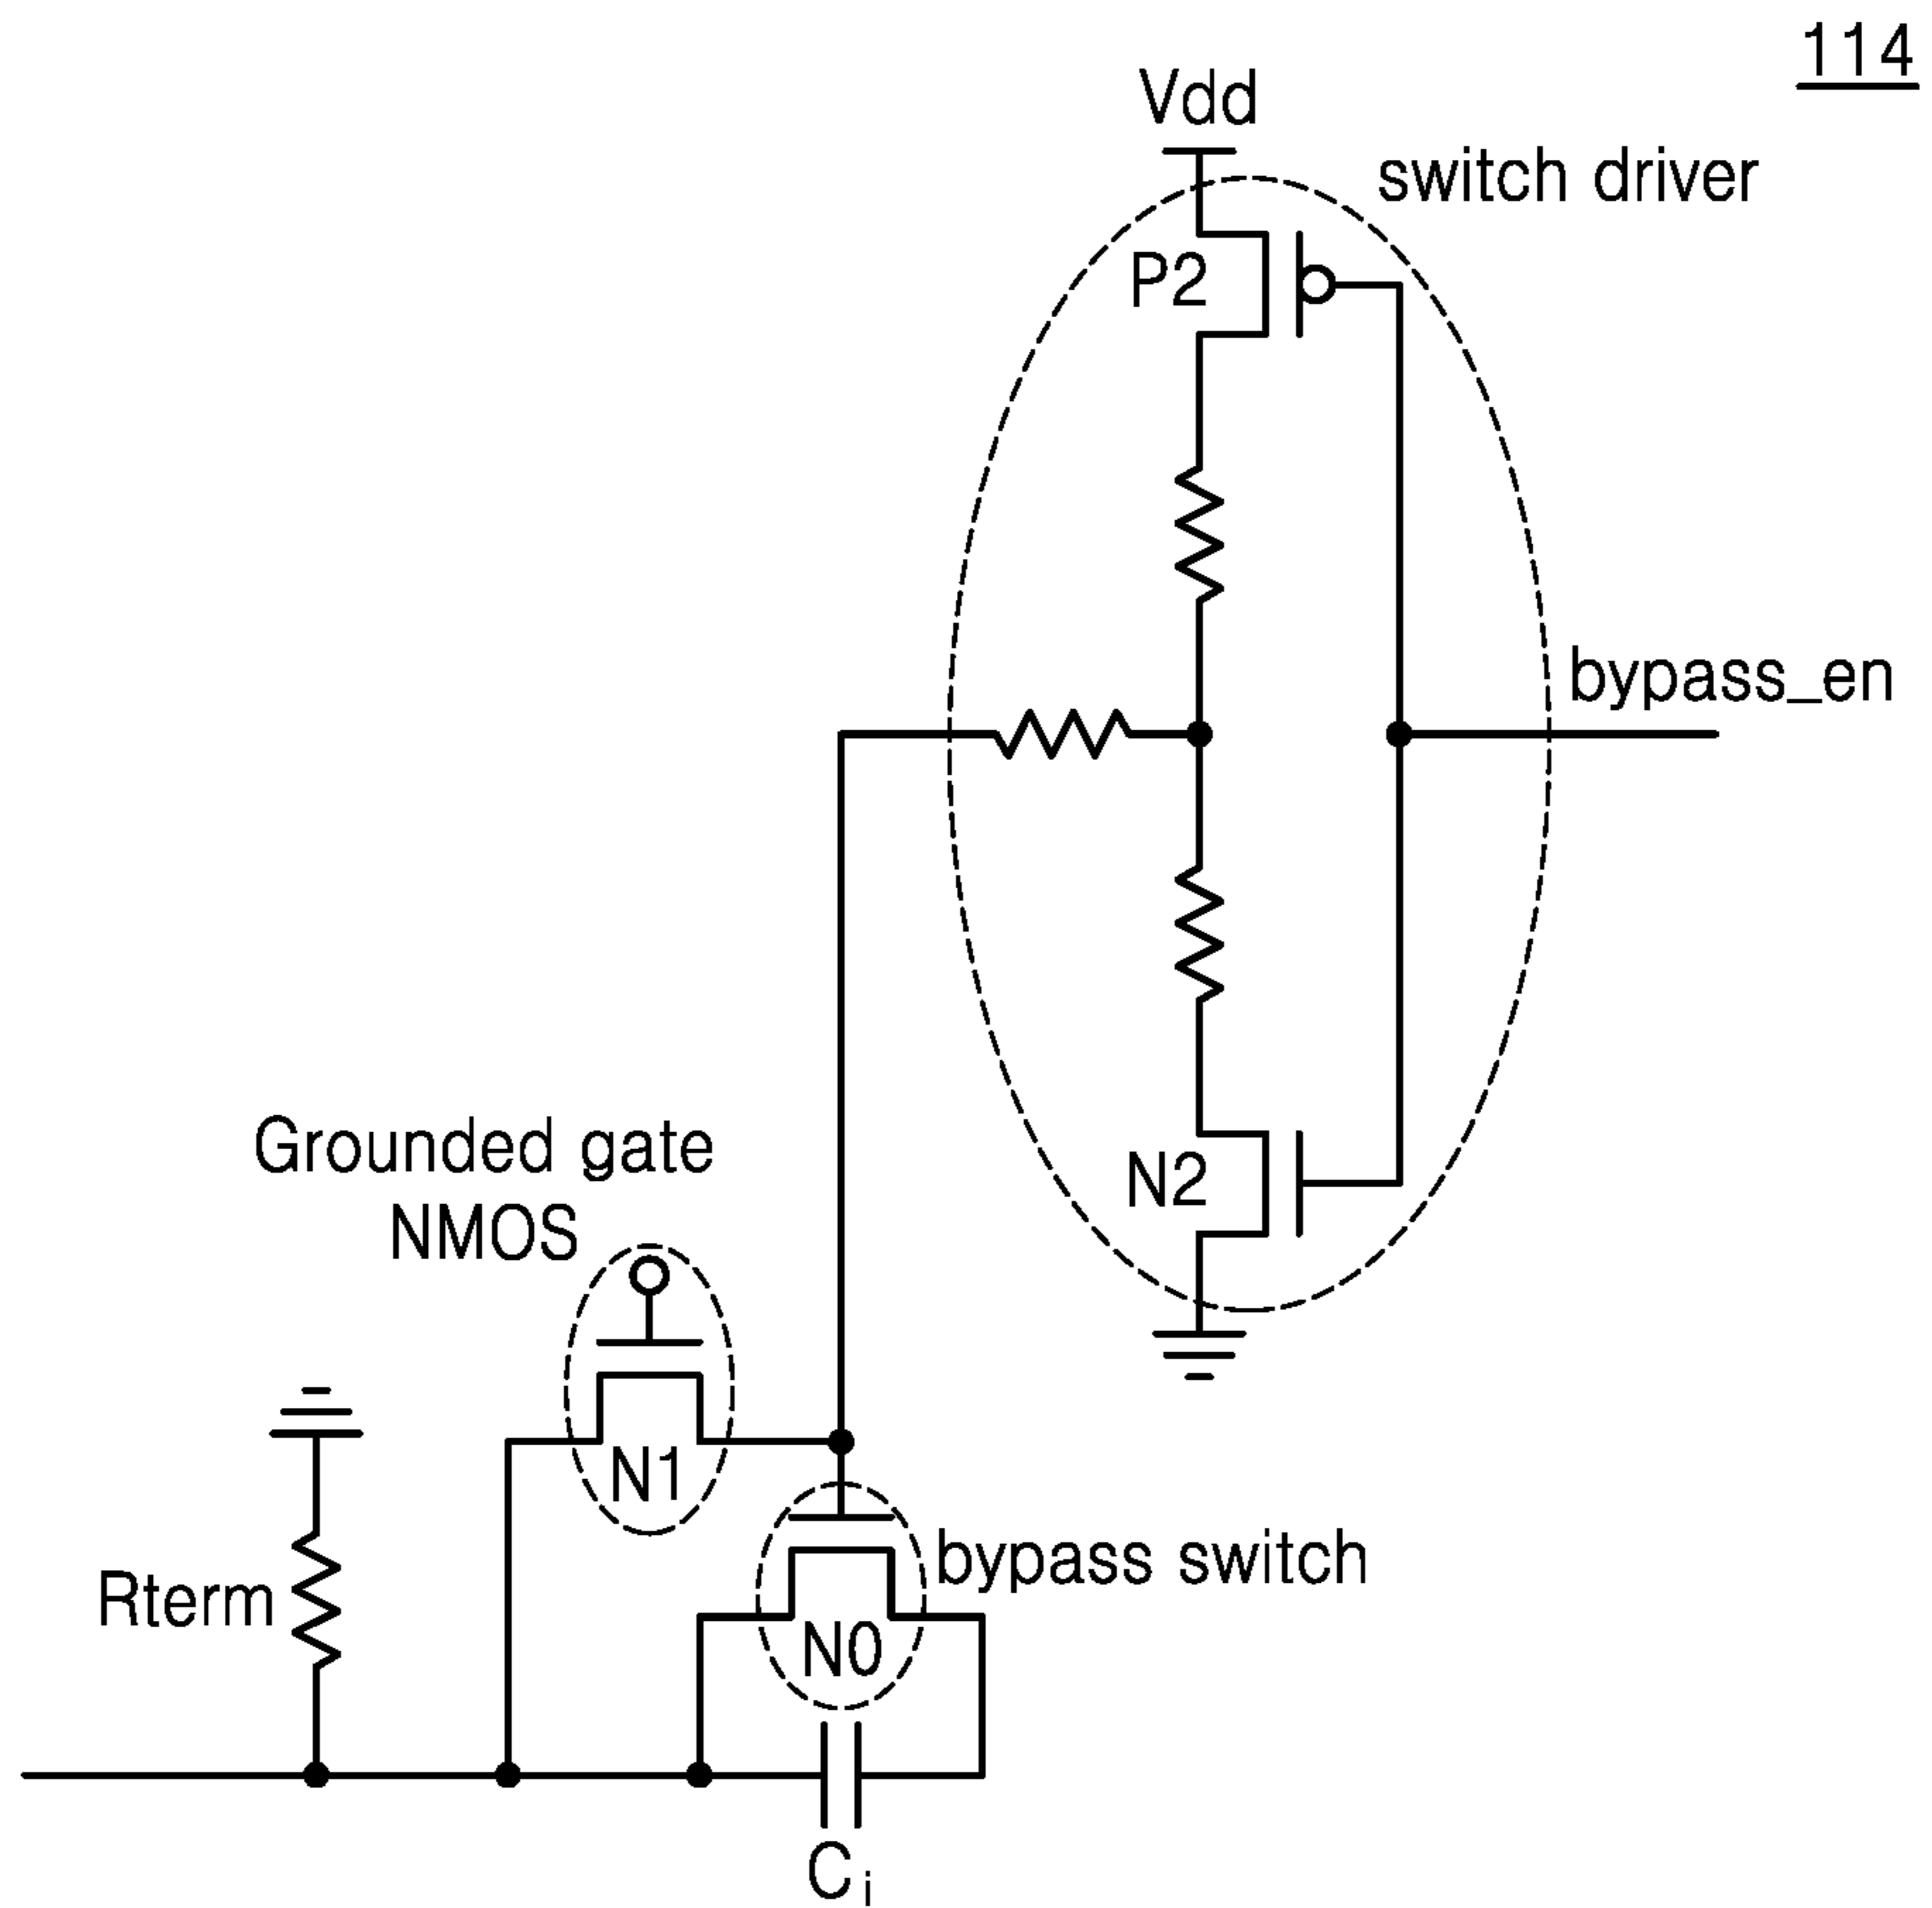 114
Vdd
switch driver
P2
bypass_en
Grounded gate
NMOS
N2
N1
Rterm
bypass switch
N0
Ci